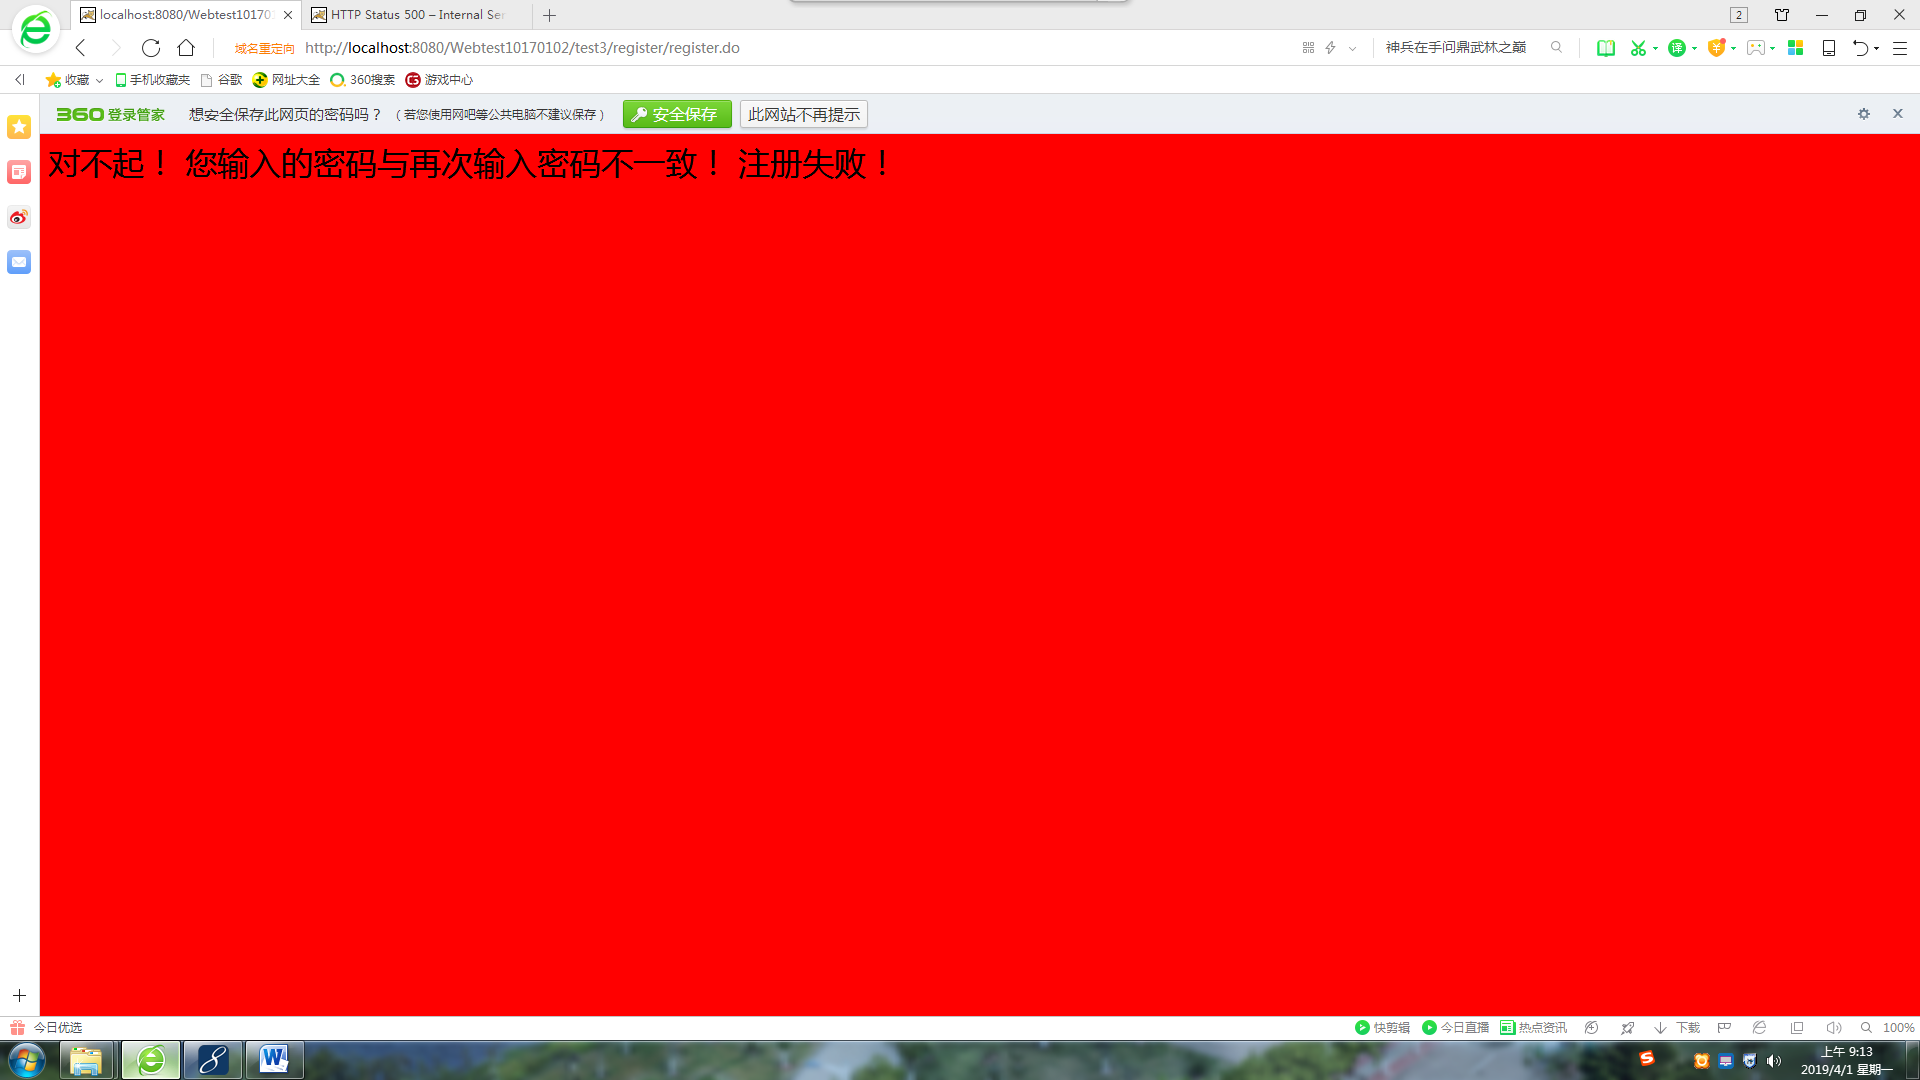 localhost:8080/Webtest101701
HTTP Status 500 – Internal Ser
2
域名重定向 http://localhost:8080/Webtest10170102/test3/register/register.do
神兵在手问鼎武林之巅
译
收藏
手机收藏夹
谷歌
网址大全
360搜索
游戏中心
360 登录管家
想安全保存此网页的密码吗？
（若您使用网吧等公共电脑不建议保存）
安全保存
此网站不再提示
对不起！ 您输入的密码与再次输入密码不一致！ 注册失败！
今日优选
快剪辑
今日直播
热点资讯
下载
100%
上午 9:13
2019/4/1 星期一